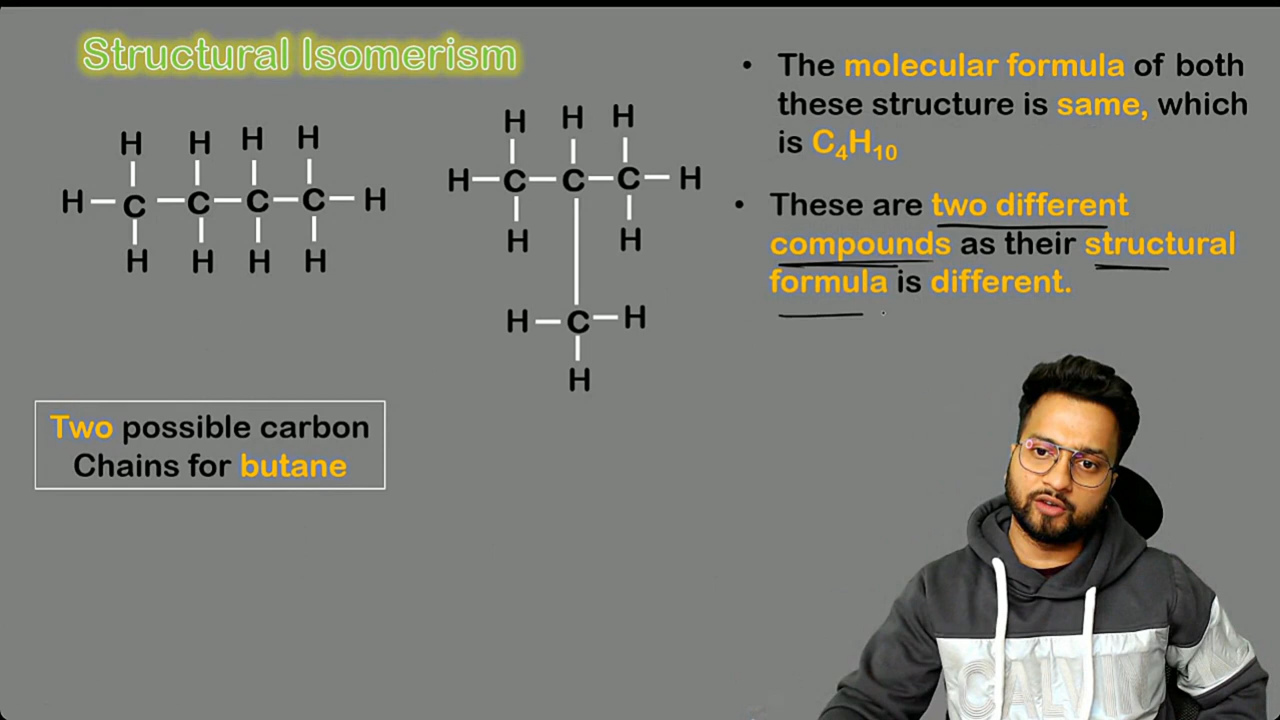 Structural Isomerism
H H H H
H–C–C–C–C–H
H H H H
H H H
H–C–C–C–H
H H
H–C–H
H
• The molecular formula of both
these structure is same, which
is C₄H₁₀
• These are two different
compounds as their structural
formula is different.
Two possible carbon
Chains for butane